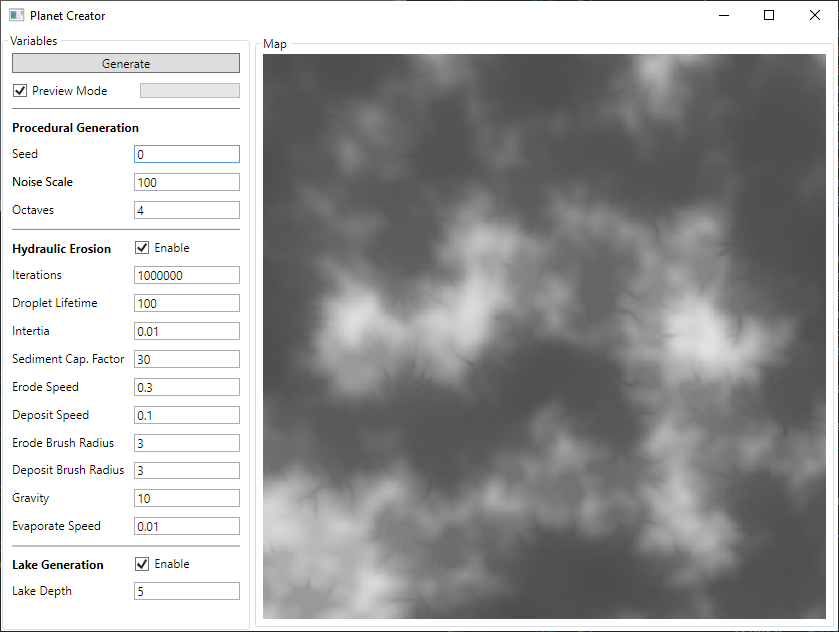 Planet Creator
Variables
Generate
Preview Mode
Procedural Generation
Seed 0
Noise Scale 100
Octaves 4
Hydraulic Erosion Enable
Iterations 1000000
Droplet Lifetime 100
Intertia 0.01
Sediment Cap. Factor 30
Erode Speed 0.3
Deposit Speed 0.1
Erode Brush Radius 3
Deposit Brush Radius 3
Gravity 10
Evaporate Speed 0.01
Lake Generation Enable
Lake Depth 5
Map